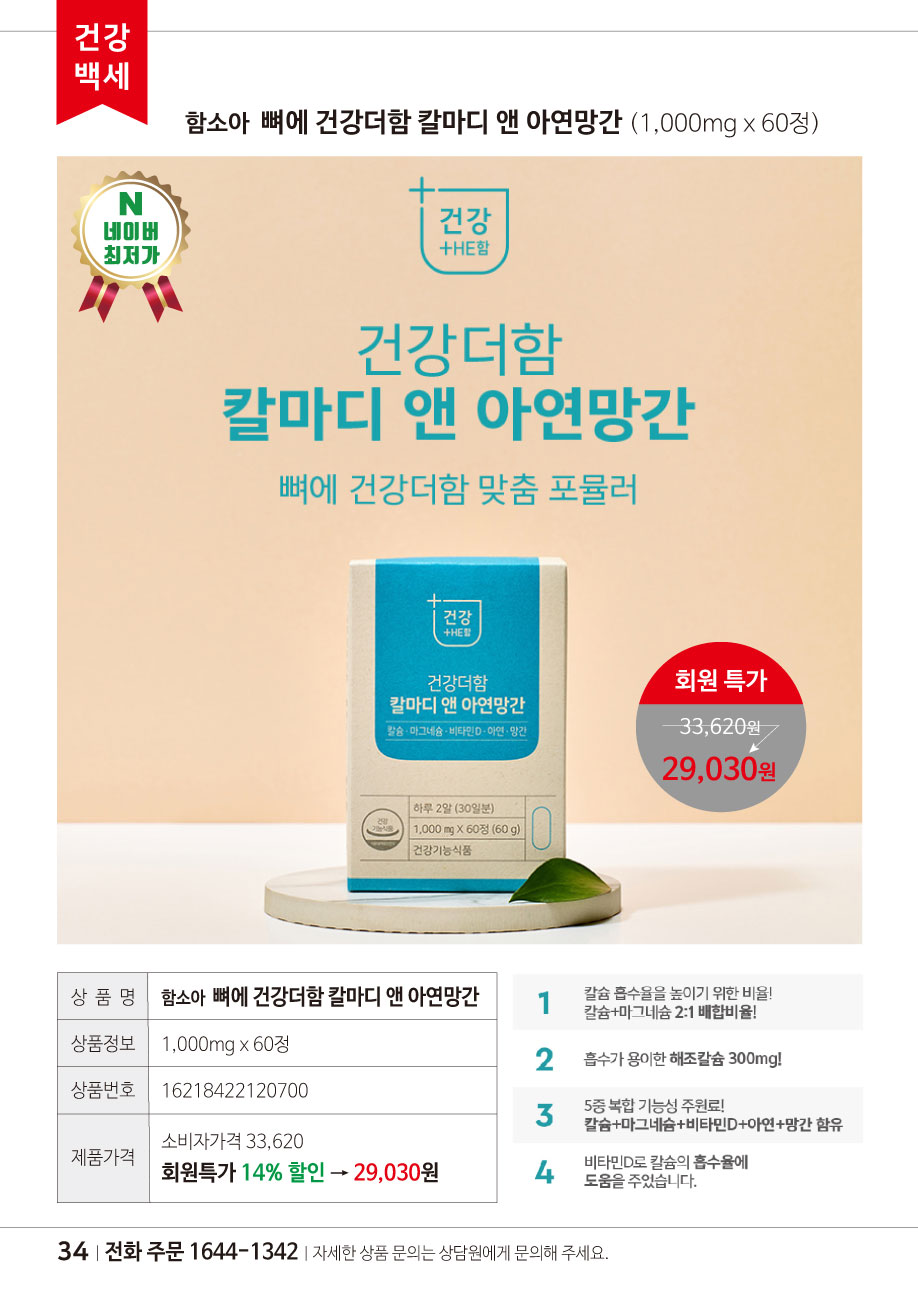 건강
백세
함소아 뼈에 건강더함 칼마디 앤 아연망간 (1,000mg x 60정)
N
네이버
최저가
건강
+HE함
건강더함
칼마디 앤 아연망간
뼈에 건강더함 맞춤 포뮬러
건강
+HE함
건강더함
칼마디 앤 아연망간
칼슘 · 마그네슘 · 비타민D · 아연 · 망간
건강
기능식품
하루 2알 (30일분)
1,000 mg X 60정 (60 g)
건강기능식품
회원 특가
33,620원
29,030원
상 품 명 함소아 뼈에 건강더함 칼마디 앤 아연망간
상품정보 1,000mg x 60정
상품번호 16218422120700
제품가격 소비자가격 33,620
회원특가 14% 할인 → 29,030원
1 칼슘 흡수율을 높이기 위한 비율!
칼슘+마그네슘 2:1 배합비율!
2 흡수가 용이한 해조칼슘 300mg!
3 5중 복합 기능성 주원료!
칼슘+마그네슘+비타민D+아연+망간 함유
4 비타민D로 칼슘의 흡수율에
도움을 주었습니다.
34 | 전화 주문 1644-1342 | 자세한 상품 문의는 상담원에게 문의해 주세요.